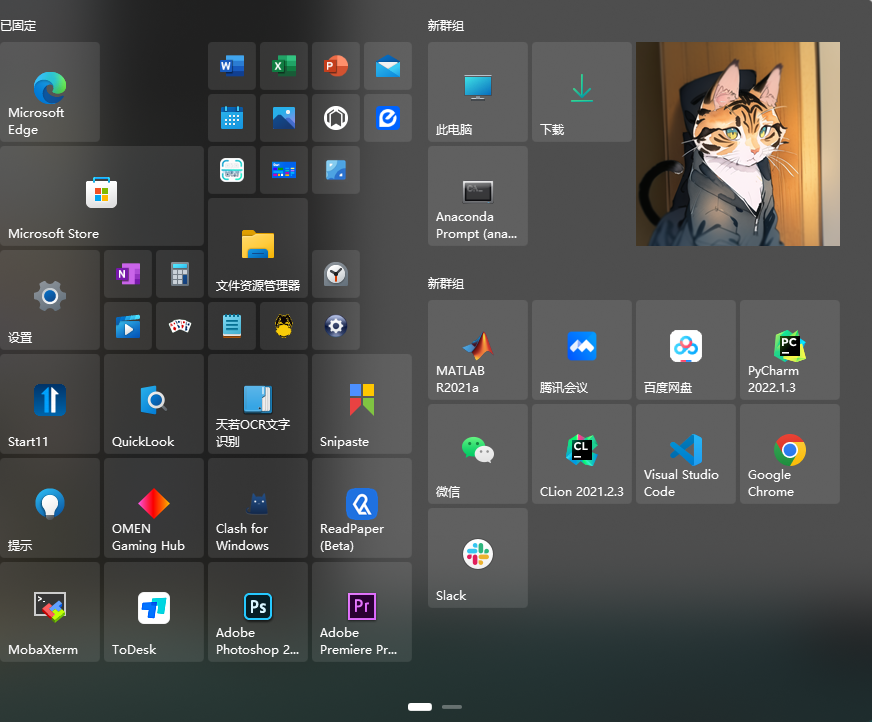 已固定
新群组
Microsoft
Edge
此电脑
下载
Microsoft Store
Anaconda
Prompt (ana...
文件资源管理器
设置
新群组
MATLAB
R2021a
腾讯会议
百度网盘
PC
PyCharm
2022.1.3
Start11
QuickLook
天若OCR文字
识别
Snipaste
微信
CL
CLion 2021.2.3
Visual Studio
Code
Google
Chrome
提示
OMEN
Gaming Hub
Clash for
Windows
ReadPaper
(Beta)
Slack
MobaXterm
ToDesk
Ps
Adobe
Photoshop 2...
Pr
Adobe
Premiere Pr...
W
X
P
N